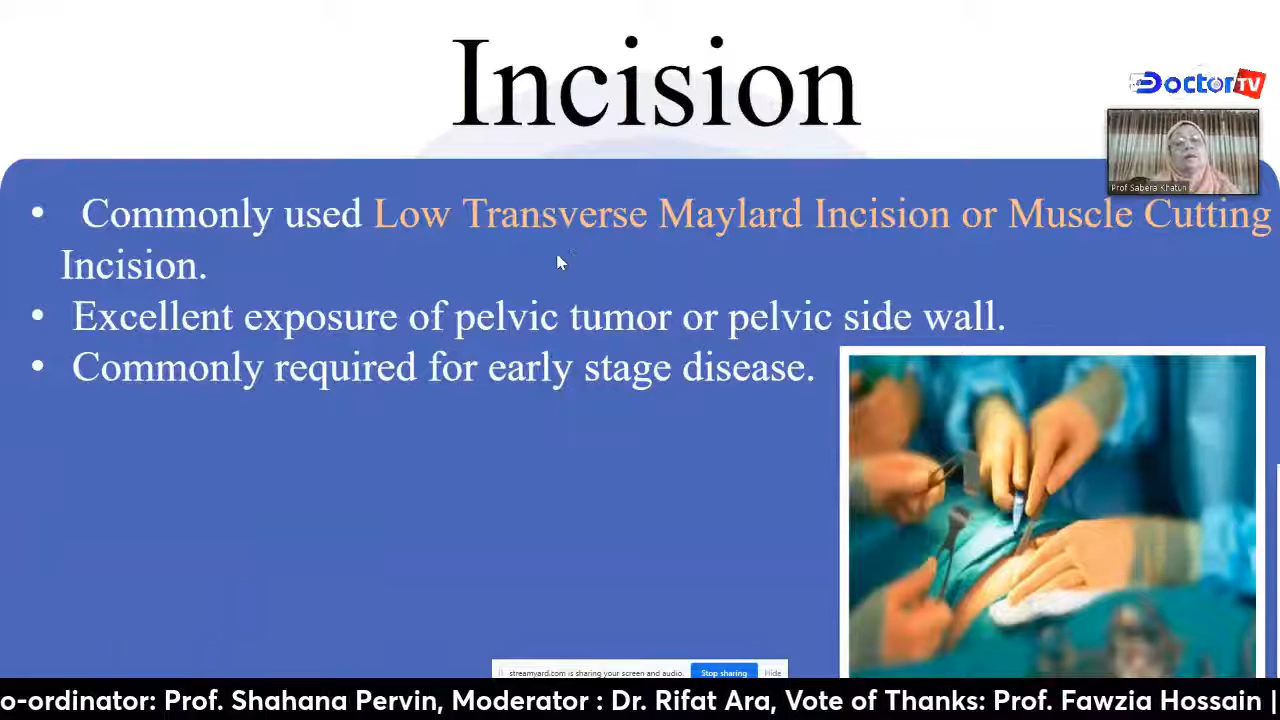 Incision
Doctor TV
Prof Sabera Khatun
• Commonly used Low Transverse Maylard Incision or Muscle Cutting
Incision.
• Excellent exposure of pelvic tumor or pelvic side wall.
• Commonly required for early stage disease.
streamyard.com is sharing your screen and audio. Stop sharing Hide
o-ordinator: Prof. Shahana Pervin, Moderator : Dr. Rifat Ara, Vote of Thanks: Prof. Fawzia Hossain |